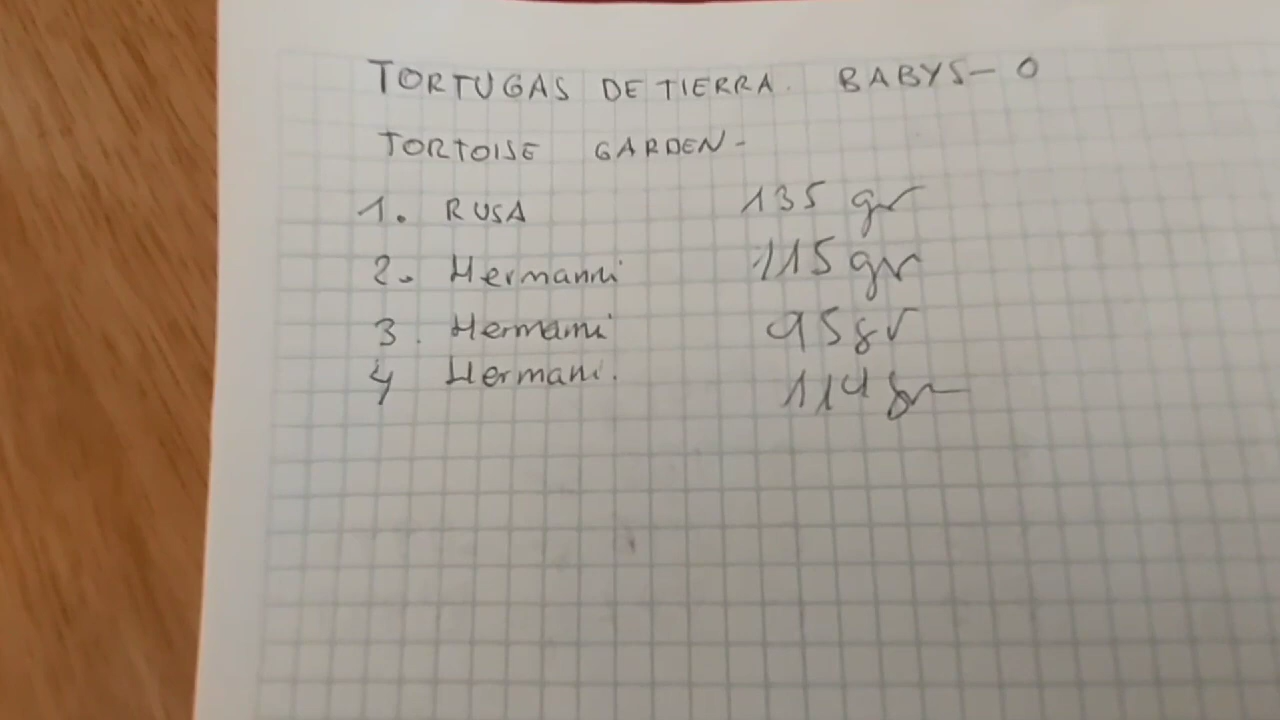 TORTUGAS DE TIERRA. BABYS- 0
TORTOISE GARDEN-
1. RUSA 135 gr
2. Hermanni 115 gr
3. Hermanni 95 gr
4 Hermani. 114 gr